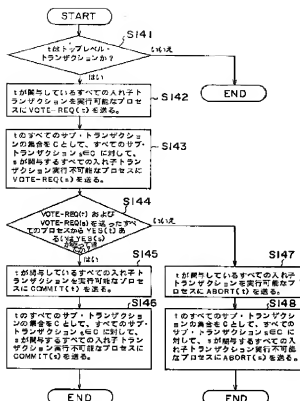 START
S141
tはトップレベル・
トランザクションか?
いいえ
はい
END
tが関与しているすべての入れ子ト
ランザクションを実行可能なプロセ
スにVOTE-REQ(t)を送る。
S142
S143
tのすべてのサブ・トランザクショ
ンの集合をCとして、すべてのサブ・
トランザクションs∈Cに対して、
sが関与するすべての入れ子トラン
ザクション実行不可能なプロセスに
VOTE-REQ(s)を送る。
S144
VOTE-REQ(t)および
VOTE-REQ(s)を送ったすべ
てのプロセスからYES(t)あ
るいはYES(s)
いいえ
はい
S145
tが関与しているすべての入れ子ト
ランザクションを実行可能なプロセ
スにCOMMIT(t)を送る。
S146
tのすべてのサブ・トランザクショ
ンの集合をCとして、すべてのサブ・
トランザクションs∈Cに対して、
sが関与するすべての入れ子トラン
ザクション実行不可能なプロセスに
COMMIT(s)を送る。
END
S147
tが関与しているすべての入れ子ト
ランザクションを実行可能なプロセ
スにABORT(t)を送る。
S148
tのすべてのサブ・トランザクショ
ンの集合をCとして、すべてのサブ・
トランザクションs∈Cに
対して、sが関与するすべての入
れ子トランザクション実行不可能
なプロセスにABORT(s)を送る。
END